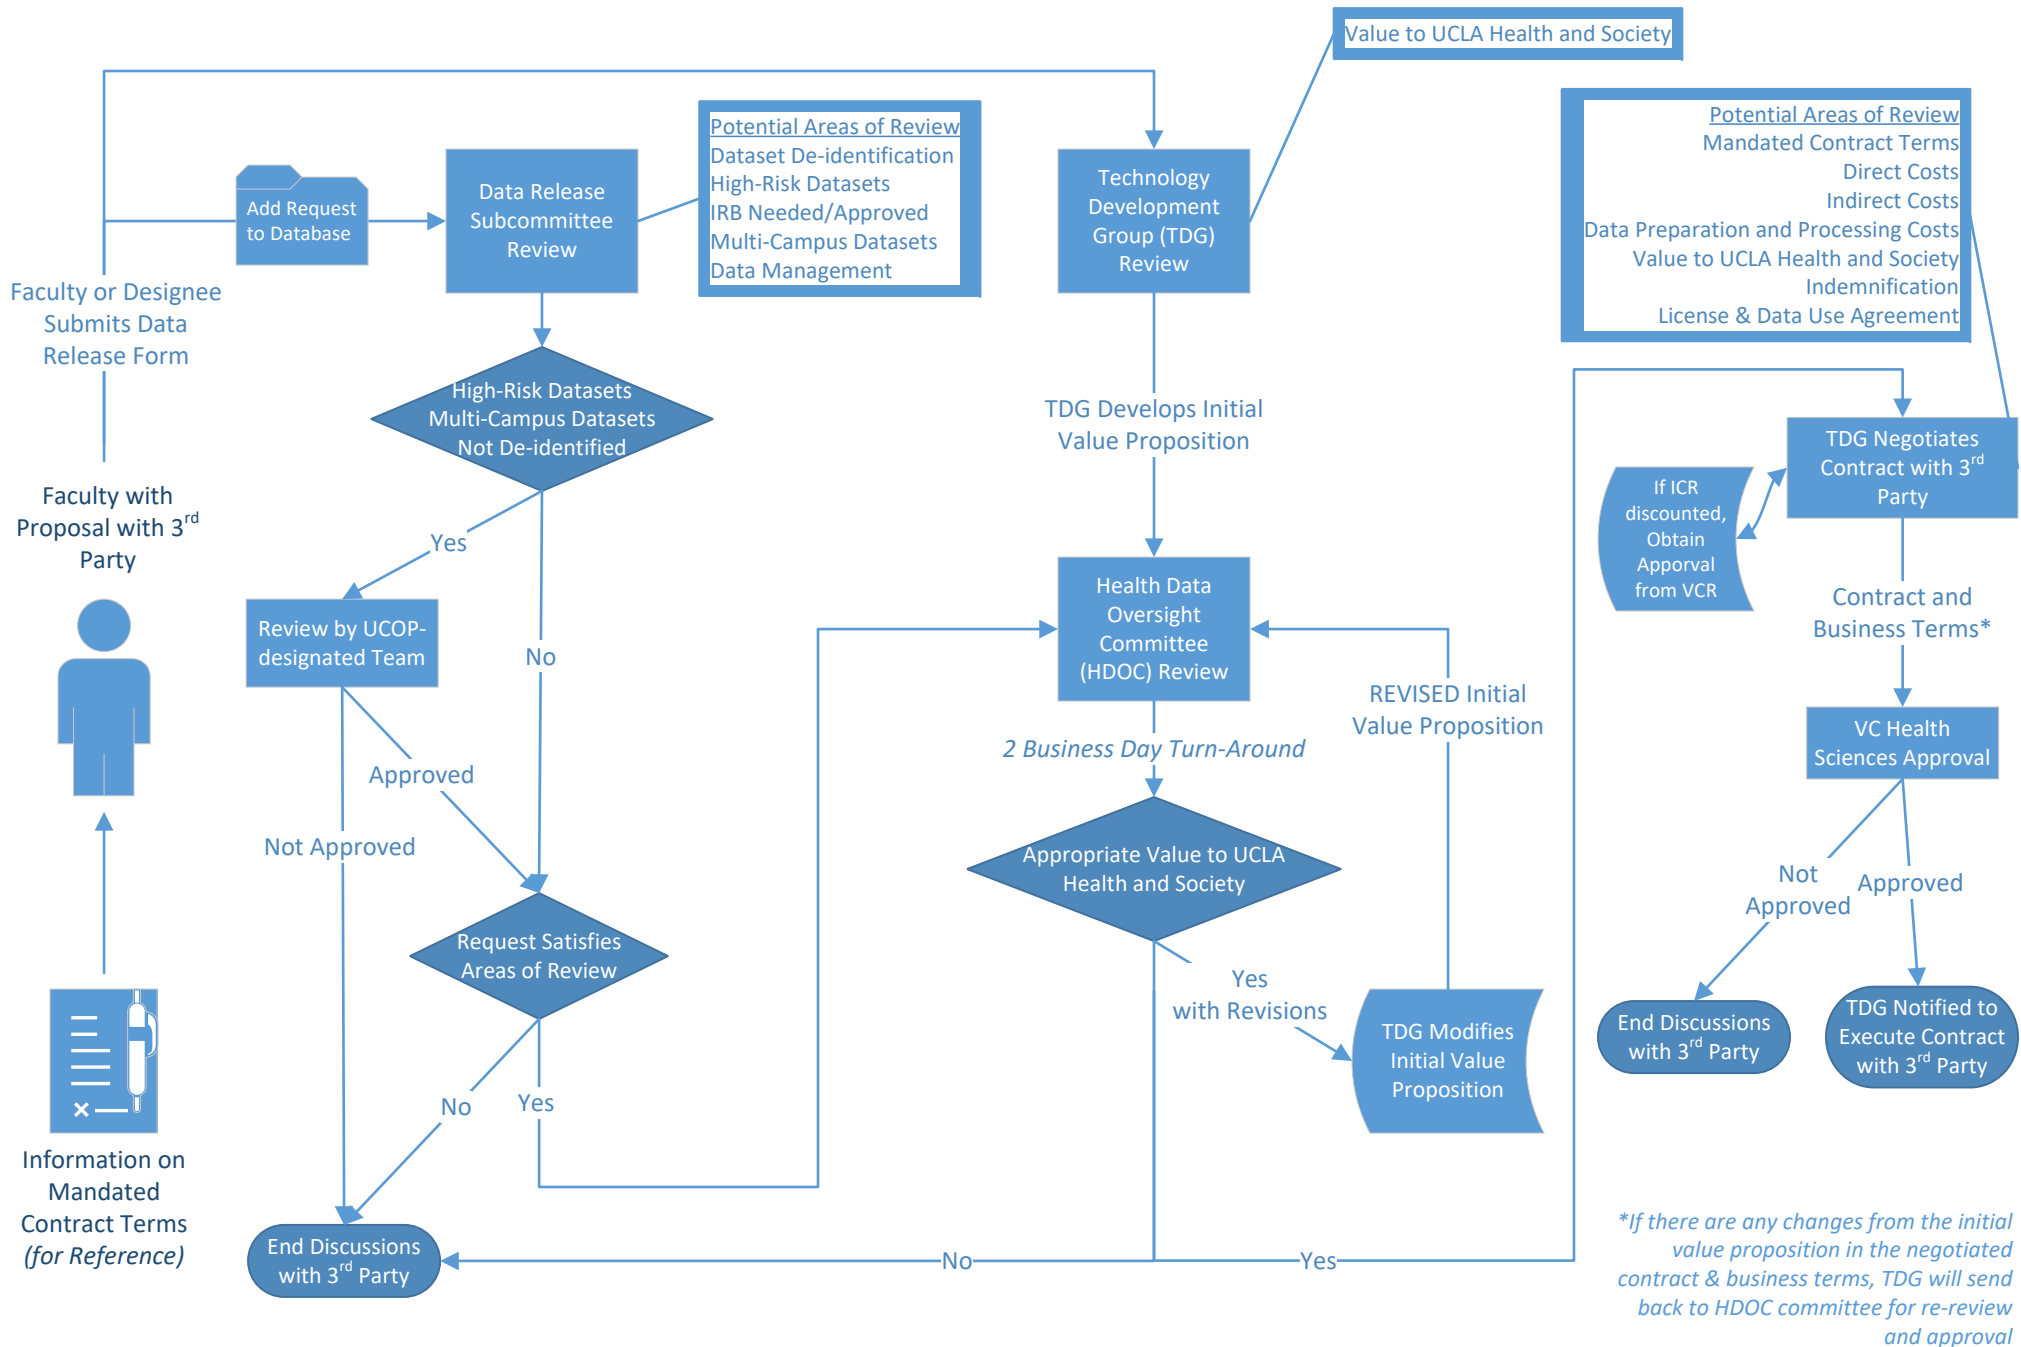 Value to UCLA Health and Society
Potential Areas of Review
Dataset De-identification
High-Risk Datasets
IRB Needed/Approved
Multi-Campus Datasets
Data Management
Potential Areas of Review
Mandated Contract Terms
Direct Costs
Indirect Costs
Data Preparation and Processing Costs
Value to UCLA Health and Society
Indemnification
License & Data Use Agreement
Add Request
to Database
Data Release
Subcommittee
Review
Technology
Development
Group (TDG)
Review
Faculty or Designee
Submits Data
Release Form
High-Risk Datasets
Multi-Campus Datasets
Not De-identified
TDG Develops Initial
Value Proposition
TDG Negotiates
Contract with 3rd
Party
If ICR
discounted,
Obtain
Apporval
from VCR
Faculty with
Proposal with 3rd
Party
Yes
No
Review by UCOP-
designated Team
Health Data
Oversight
Committee
(HDOC) Review
Contract and
Business Terms*
REVISED Initial
Value Proposition
2 Business Day Turn-Around
VC Health
Sciences Approval
Approved
Not Approved
Appropriate Value to UCLA
Health and Society
Not
Approved
Approved
Request Satisfies
Areas of Review
Yes
with Revisions
TDG Modifies
Initial Value
Proposition
End Discussions
with 3rd Party
TDG Notified to
Execute Contract
with 3rd Party
No
Yes
Information on
Mandated
Contract Terms
(for Reference)
End Discussions
with 3rd Party
No
Yes
*If there are any changes from the initial
value proposition in the negotiated
contract & business terms, TDG will send
back to HDOC committee for re-review
and approval